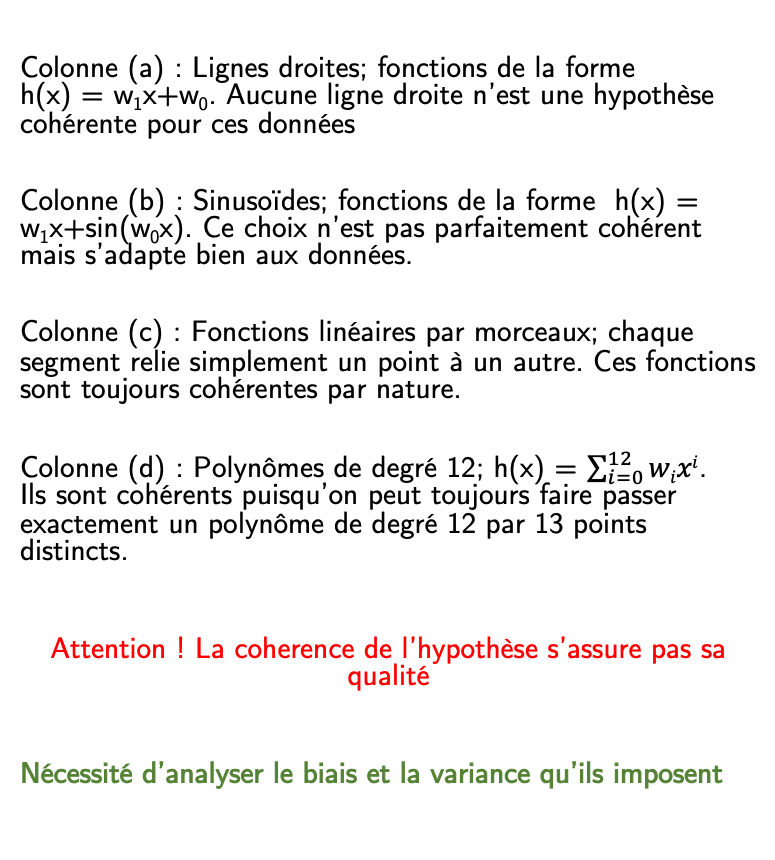 Colonne (a) : Lignes droites; fonctions de la forme
h(x) = w₁x+w₀. Aucune ligne droite n'est une hypothèse
cohérente pour ces données
Colonne (b) : Sinusoïdes; fonctions de la forme h(x) =
w₁x+sin(w₀x). Ce choix n'est pas parfaitement cohérent
mais s'adapte bien aux données.
Colonne (c) : Fonctions linéaires par morceaux; chaque
segment relie simplement un point à un autre. Ces fonctions
sont toujours cohérentes par nature.
Colonne (d) : Polynômes de degré 12; h(x) = ∑_{i=0}^{12} w_i x^i.
Ils sont cohérents puisqu'on peut toujours faire passer
exactement un polynôme de degré 12 par 13 points
distincts.
Attention ! La coherence de l'hypothèse s'assure pas sa
qualité
Nécessité d'analyser le biais et la variance qu'ils imposent